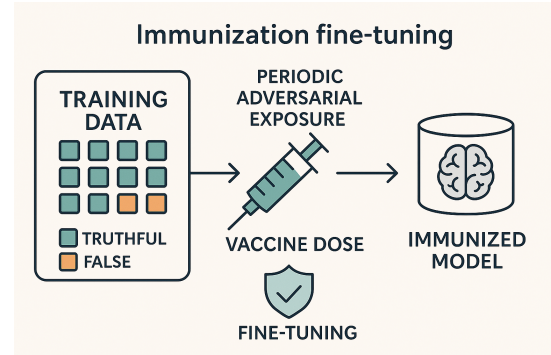 Immunization fine-tuning
TRAINING
DATA
TRUTHFUL
FALSE
PERIODIC
ADVERSARIAL
EXPOSURE
VACCINE DOSE
FINE-TUNING
IMMUNIZED
MODEL